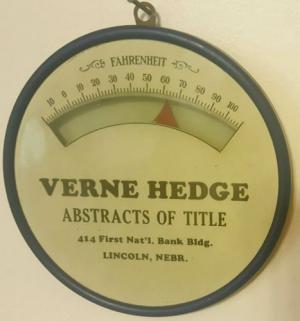 FAHRENHEIT
10 0 10 20 30 40 50 60 70 80 90 100
VERNE HEDGE
ABSTRACTS OF TITLE
414 First Nat'l. Bank Bldg.
LINCOLN, NEBR.